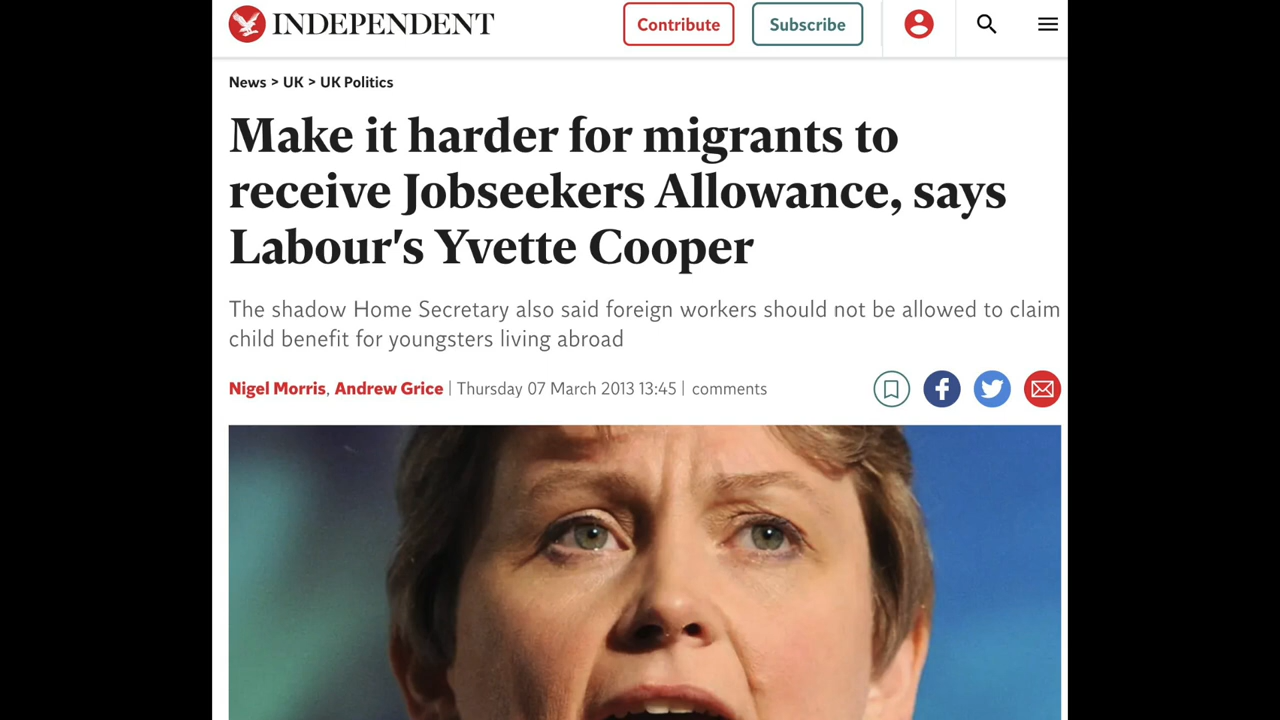 INDEPENDENT
Contribute
Subscribe
News > UK > UK Politics
Make it harder for migrants to
receive Jobseekers Allowance, says
Labour's Yvette Cooper
The shadow Home Secretary also said foreign workers should not be allowed to claim
child benefit for youngsters living abroad
Nigel Morris, Andrew Grice | Thursday 07 March 2013 13:45 | comments